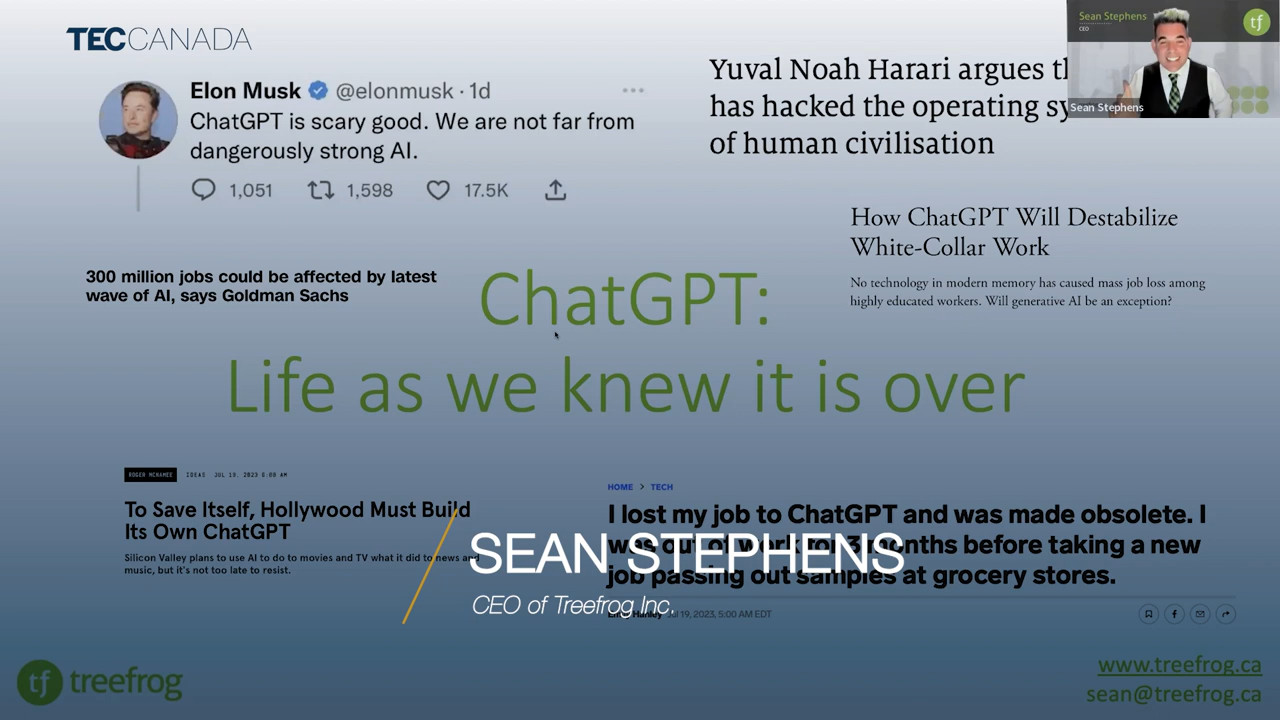 TECCANADA
Elon Musk @elonmusk · 1d
ChatGPT is scary good. We are not far from
dangerously strong AI.
1,051 1,598 17.5K
Yuval Noah Harari argues
has hacked the operating
of human civilisation
Sean Stephens
CEO
tf
Sean Stephens
How ChatGPT Will Destabilize
White-Collar Work
No technology in modern memory has caused mass job loss among
highly educated workers. Will generative AI be an exception?
300 million jobs could be affected by latest
wave of AI, says Goldman Sachs
ChatGPT:
Life as we knew it is over
ROGER MCNAMEE IDEAS JUL 19, 2023 6:00 AM
To Save Itself, Hollywood Must Build
Its Own ChatGPT
Silicon Valley plans to use AI to do to movies and TV what it did to news and
music, but it's not too late to resist.
HOME > TECH
I lost my job to ChatGPT and was made obsolete. I
was out of work for 3 months before taking a new
job passing out samples at grocery stores.
Jul 19, 2023, 5:00 AM EDT
SEAN STEPHENS
CEO of Treefrog Inc.
tf treefrog
www.treefrog.ca
sean@treefrog.ca